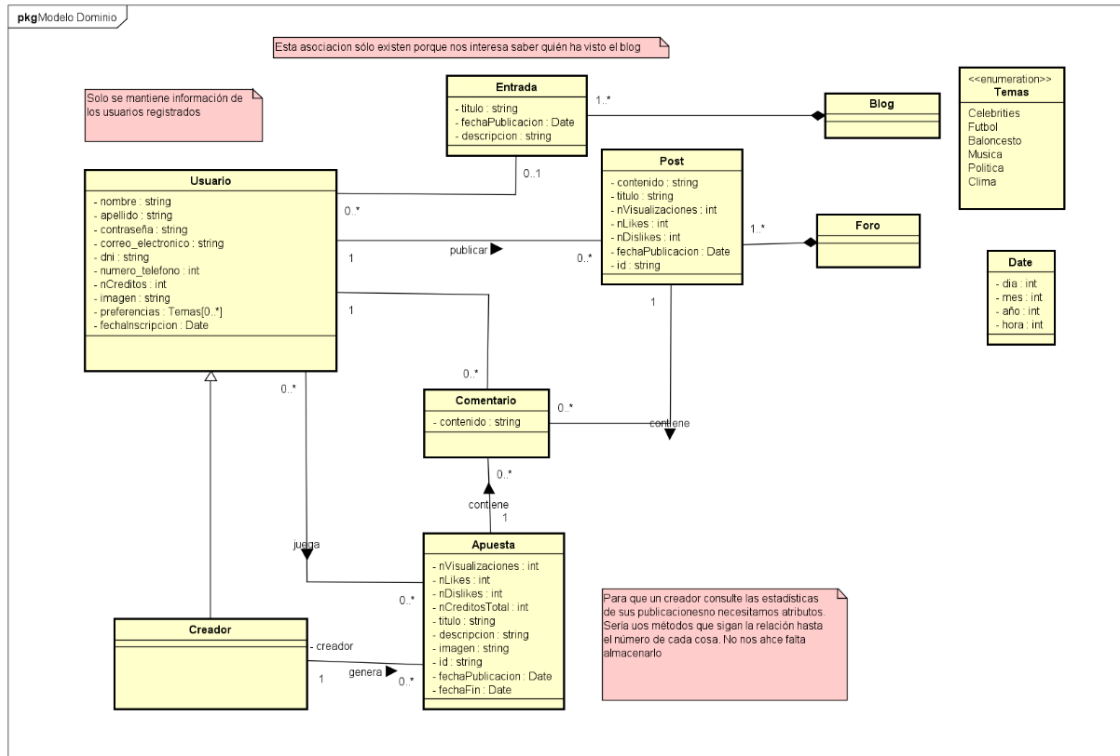 pkg Modelo Dominio
Esta asociacion sólo existen porque nos interesa saber quién ha visto el blog
Solo se mantiene información de
los usuarios registrados
Entrada
- titulo : string
- fechaPublicacion : Date
- descripcion : string
1..*
Blog
<<enumeration>>
Temas
Celebrities
Futbol
Baloncesto
Musica
Politica
Clima
0..1
0..*
Usuario
- nombre : string
- apellido : string
- contraseña : string
- correo_electronico : string
- dni : string
- numero_telefono : int
- nCreditos : int
- imagen : string
- preferencias : Temas[0..*]
- fechaInscripcion : Date
Post
- contenido : string
- titulo : string
- nVisualizaciones : int
- nLikes : int
- nDislikes : int
- fechaPublicacion : Date
- id : string
1..*
Foro
Date
- dia : int
- mes : int
- año : int
- hora : int
1
publicar
0..*
1
1
0..*
0..*
Comentario
- contenido : string
0..*
contiene
0..*
contiene
1
juega
0..*
Apuesta
- nVisualizaciones : int
- nLikes : int
- nDislikes : int
- nCreditosTotal : int
- titulo : string
- descripcion : string
- imagen : string
- id : string
- fechaPublicacion : Date
- fechaFin : Date
Creador
- creador
1
genera
0..*
Para que un creador consulte las estadísticas
de sus publicacionesno necesitamos atributos.
Sería uos métodos que sigan la relación hasta
el número de cada cosa. No nos ahce falta
almacenarlo